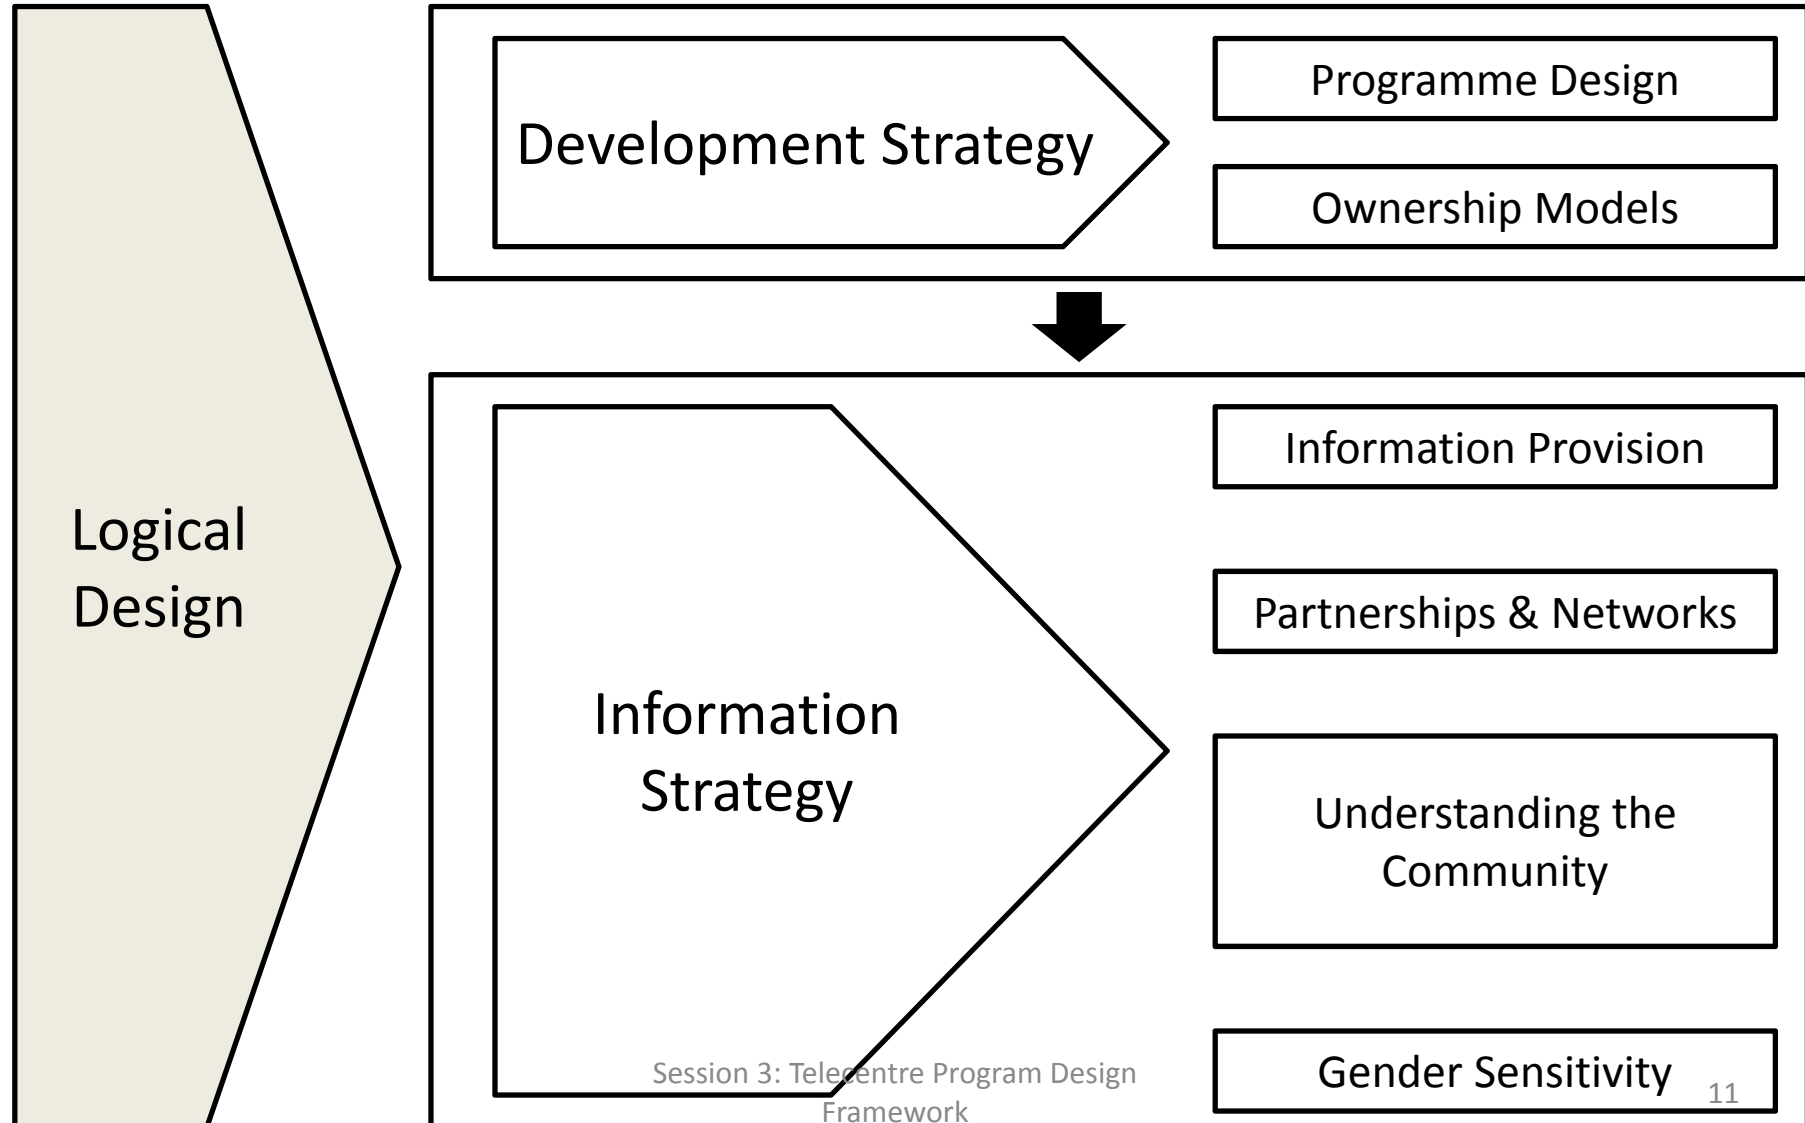 Logical
Design
Development Strategy
Programme Design
Ownership Models
Information
Strategy
Information Provision
Partnerships & Networks
Understanding the
Community
Gender Sensitivity
Session 3: Telecentre Program Design
Framework
11